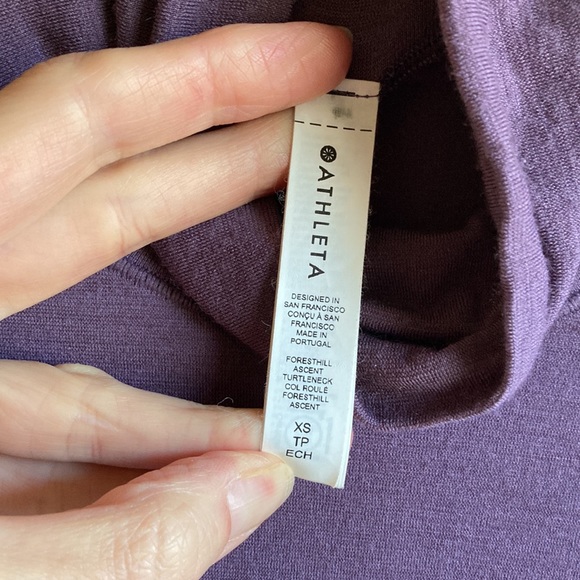 ATHLETA
DESIGNED IN
SAN FRANCISCO
CONÇU À SAN
FRANCISCO
MADE IN
PORTUGAL
FORESTHILL
ASCENT
TURTLENECK
COL ROULÉ
FORESTHILL
ASCENT
XS
TP
ECH